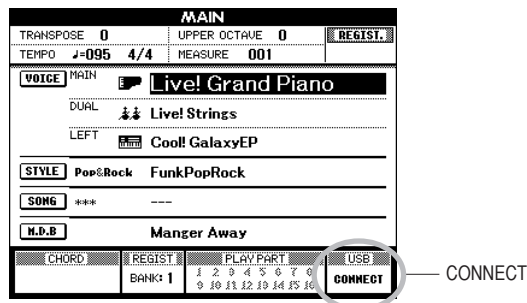 MAIN
TRANSPOSE 0 UPPER OCTAVE 0 REGIST.
TEMPO ♩=095 4/4 MEASURE 001
VOICE MAIN Live! Grand Piano
DUAL Live! Strings
LEFT Cool! GalaxyEP
STYLE Pop&Rock FunkPopRock
SONG *** ---
M.D.B Manger Away
CHORD REGIST PLAY PART USB
BANK: 1 1 2 3 4 5 6 7 8 CONNECT CONNECT
9 10 11 12 13 14 15 16